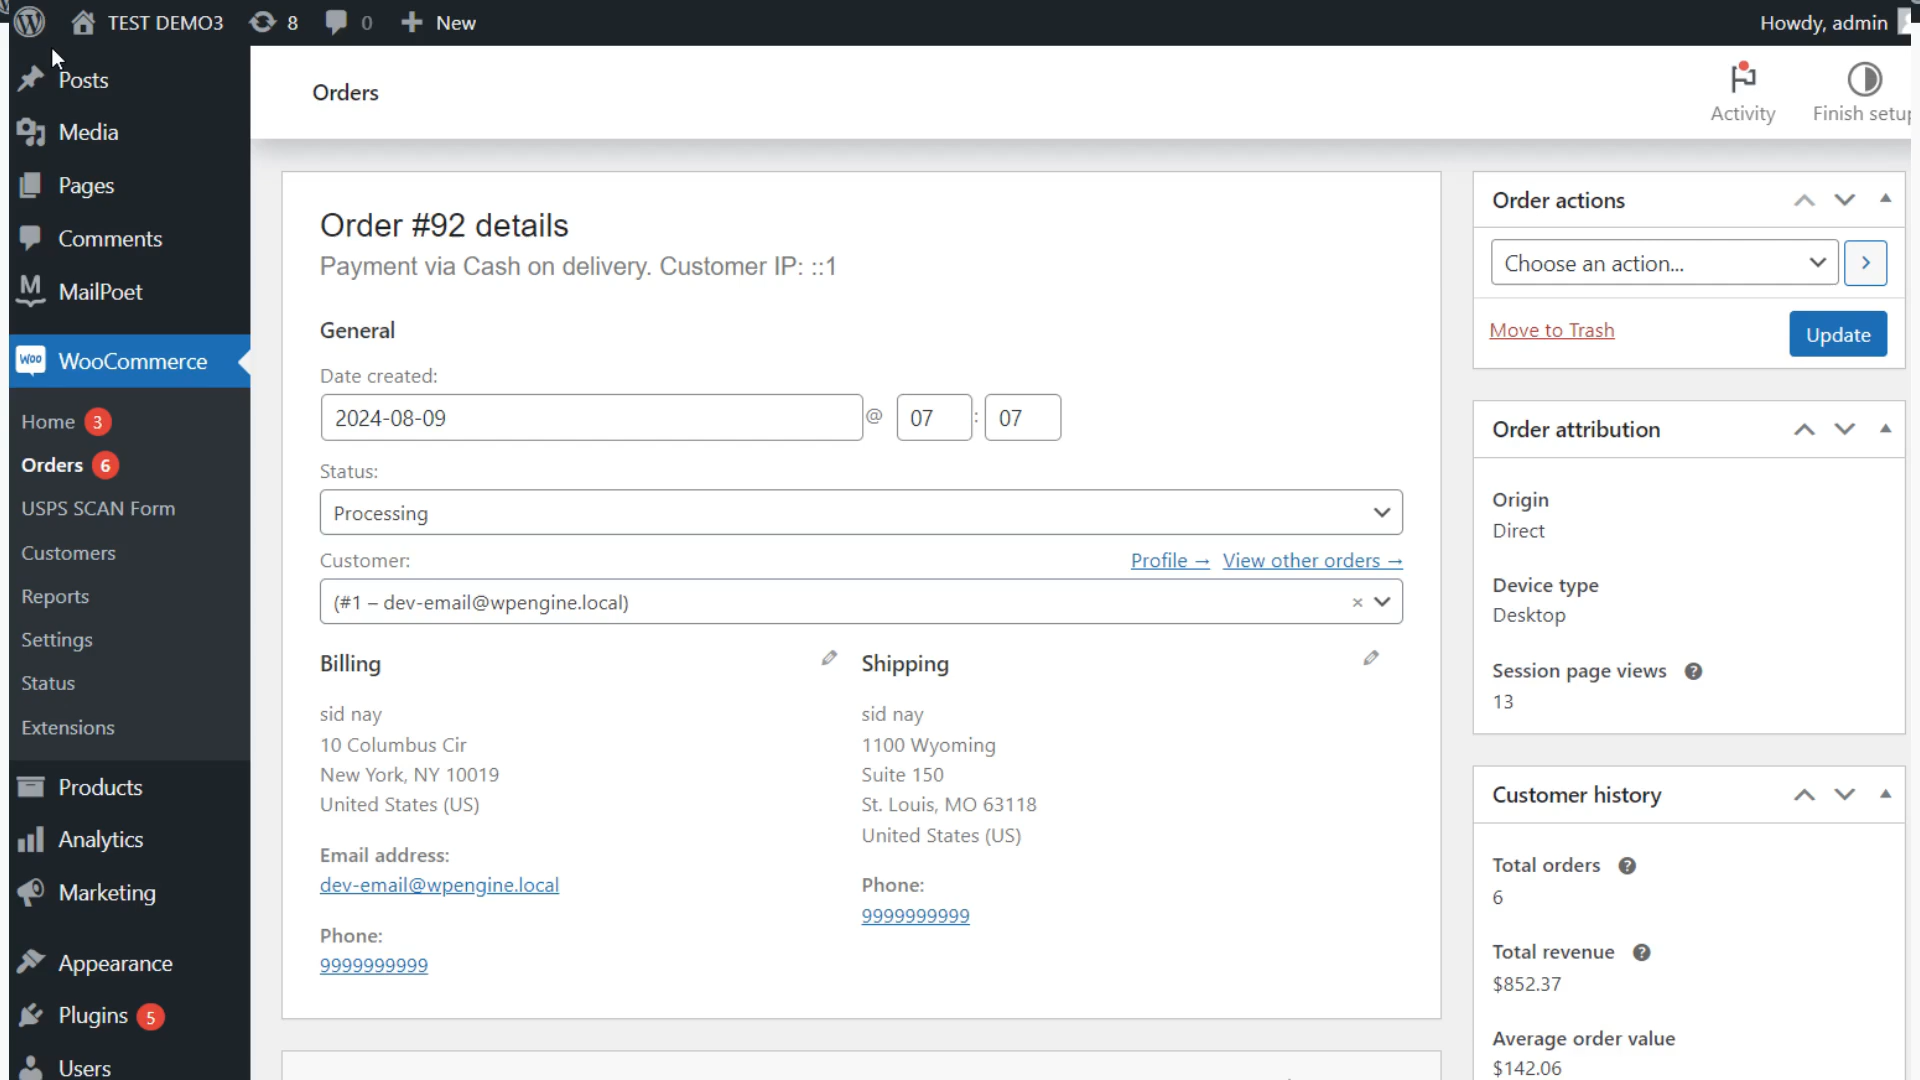 TEST DEMO3 8 0 New Howdy, admin
Posts
Media
Pages
Comments
MailPoet
WooCommerce
Home 3
Orders 6
USPS SCAN Form
Customers
Reports
Settings
Status
Extensions
Products
Analytics
Marketing
Appearance
Plugins 5
Users
Orders
Activity
Finish setup
Order #92 details
Payment via Cash on delivery. Customer IP: ::1
General
Date created:
2024-08-09 @ 07 : 07
Status:
Processing
Customer: Profile → View other orders →
(#1 – dev-email@wpengine.local) ×
Billing
sid nay
10 Columbus Cir
New York, NY 10019
United States (US)
Email address:
dev-email@wpengine.local
Phone:
9999999999
Shipping
sid nay
1100 Wyoming
Suite 150
St. Louis, MO 63118
United States (US)
Phone:
9999999999
Order actions
Choose an action...
Move to Trash
Update
Order attribution
Origin
Direct
Device type
Desktop
Session page views ?
13
Customer history
Total orders ?
6
Total revenue ?
$852.37
Average order value
$142.06